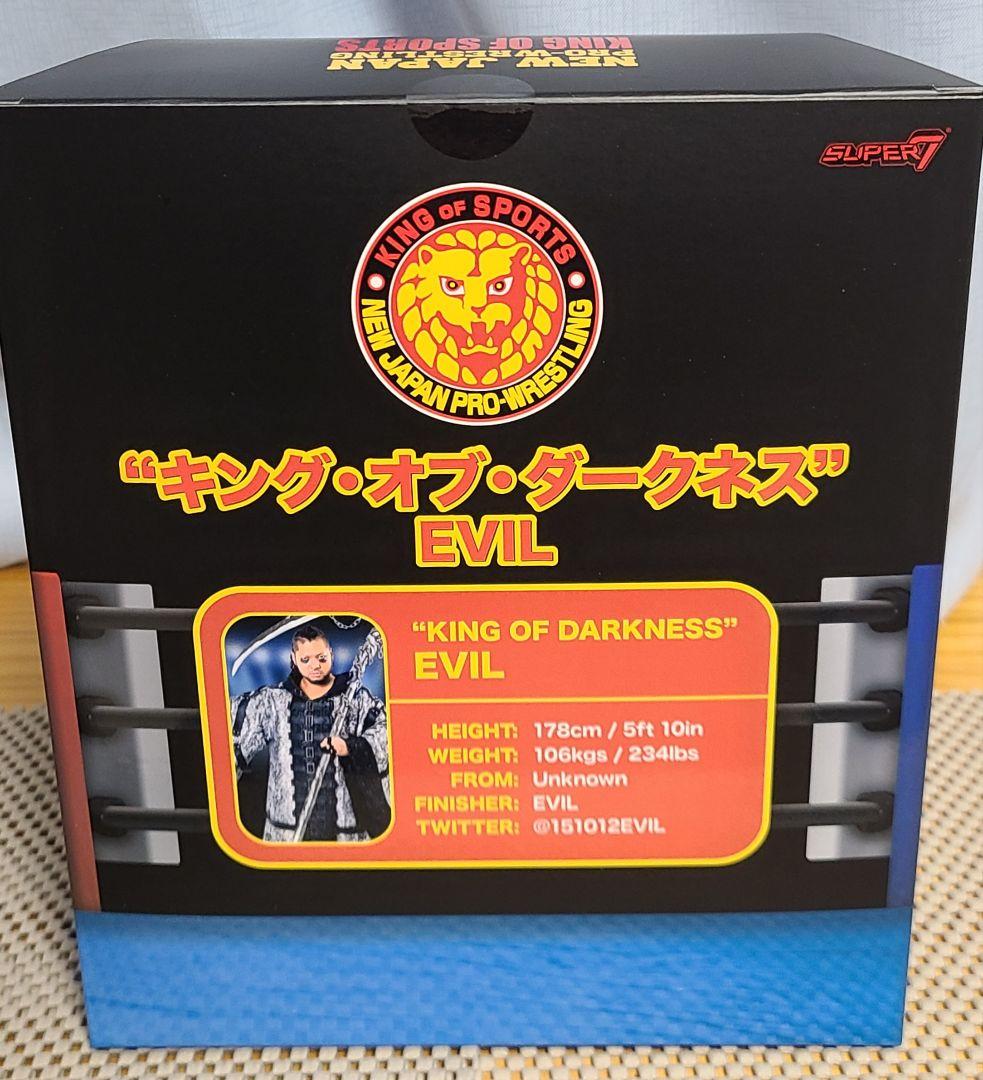 NEW JAPAN
PRO-WRESTLING
KING OF SPORTS
SUPER7®
KING OF SPORTS
NEW JAPAN PRO-WRESTLING
“キング・オブ・ダークネス”
EVIL
“KING OF DARKNESS”
EVIL
HEIGHT: 178cm / 5ft 10in
WEIGHT: 106kgs / 234lbs
FROM: Unknown
FINISHER: EVIL
TWITTER: @151012EVIL